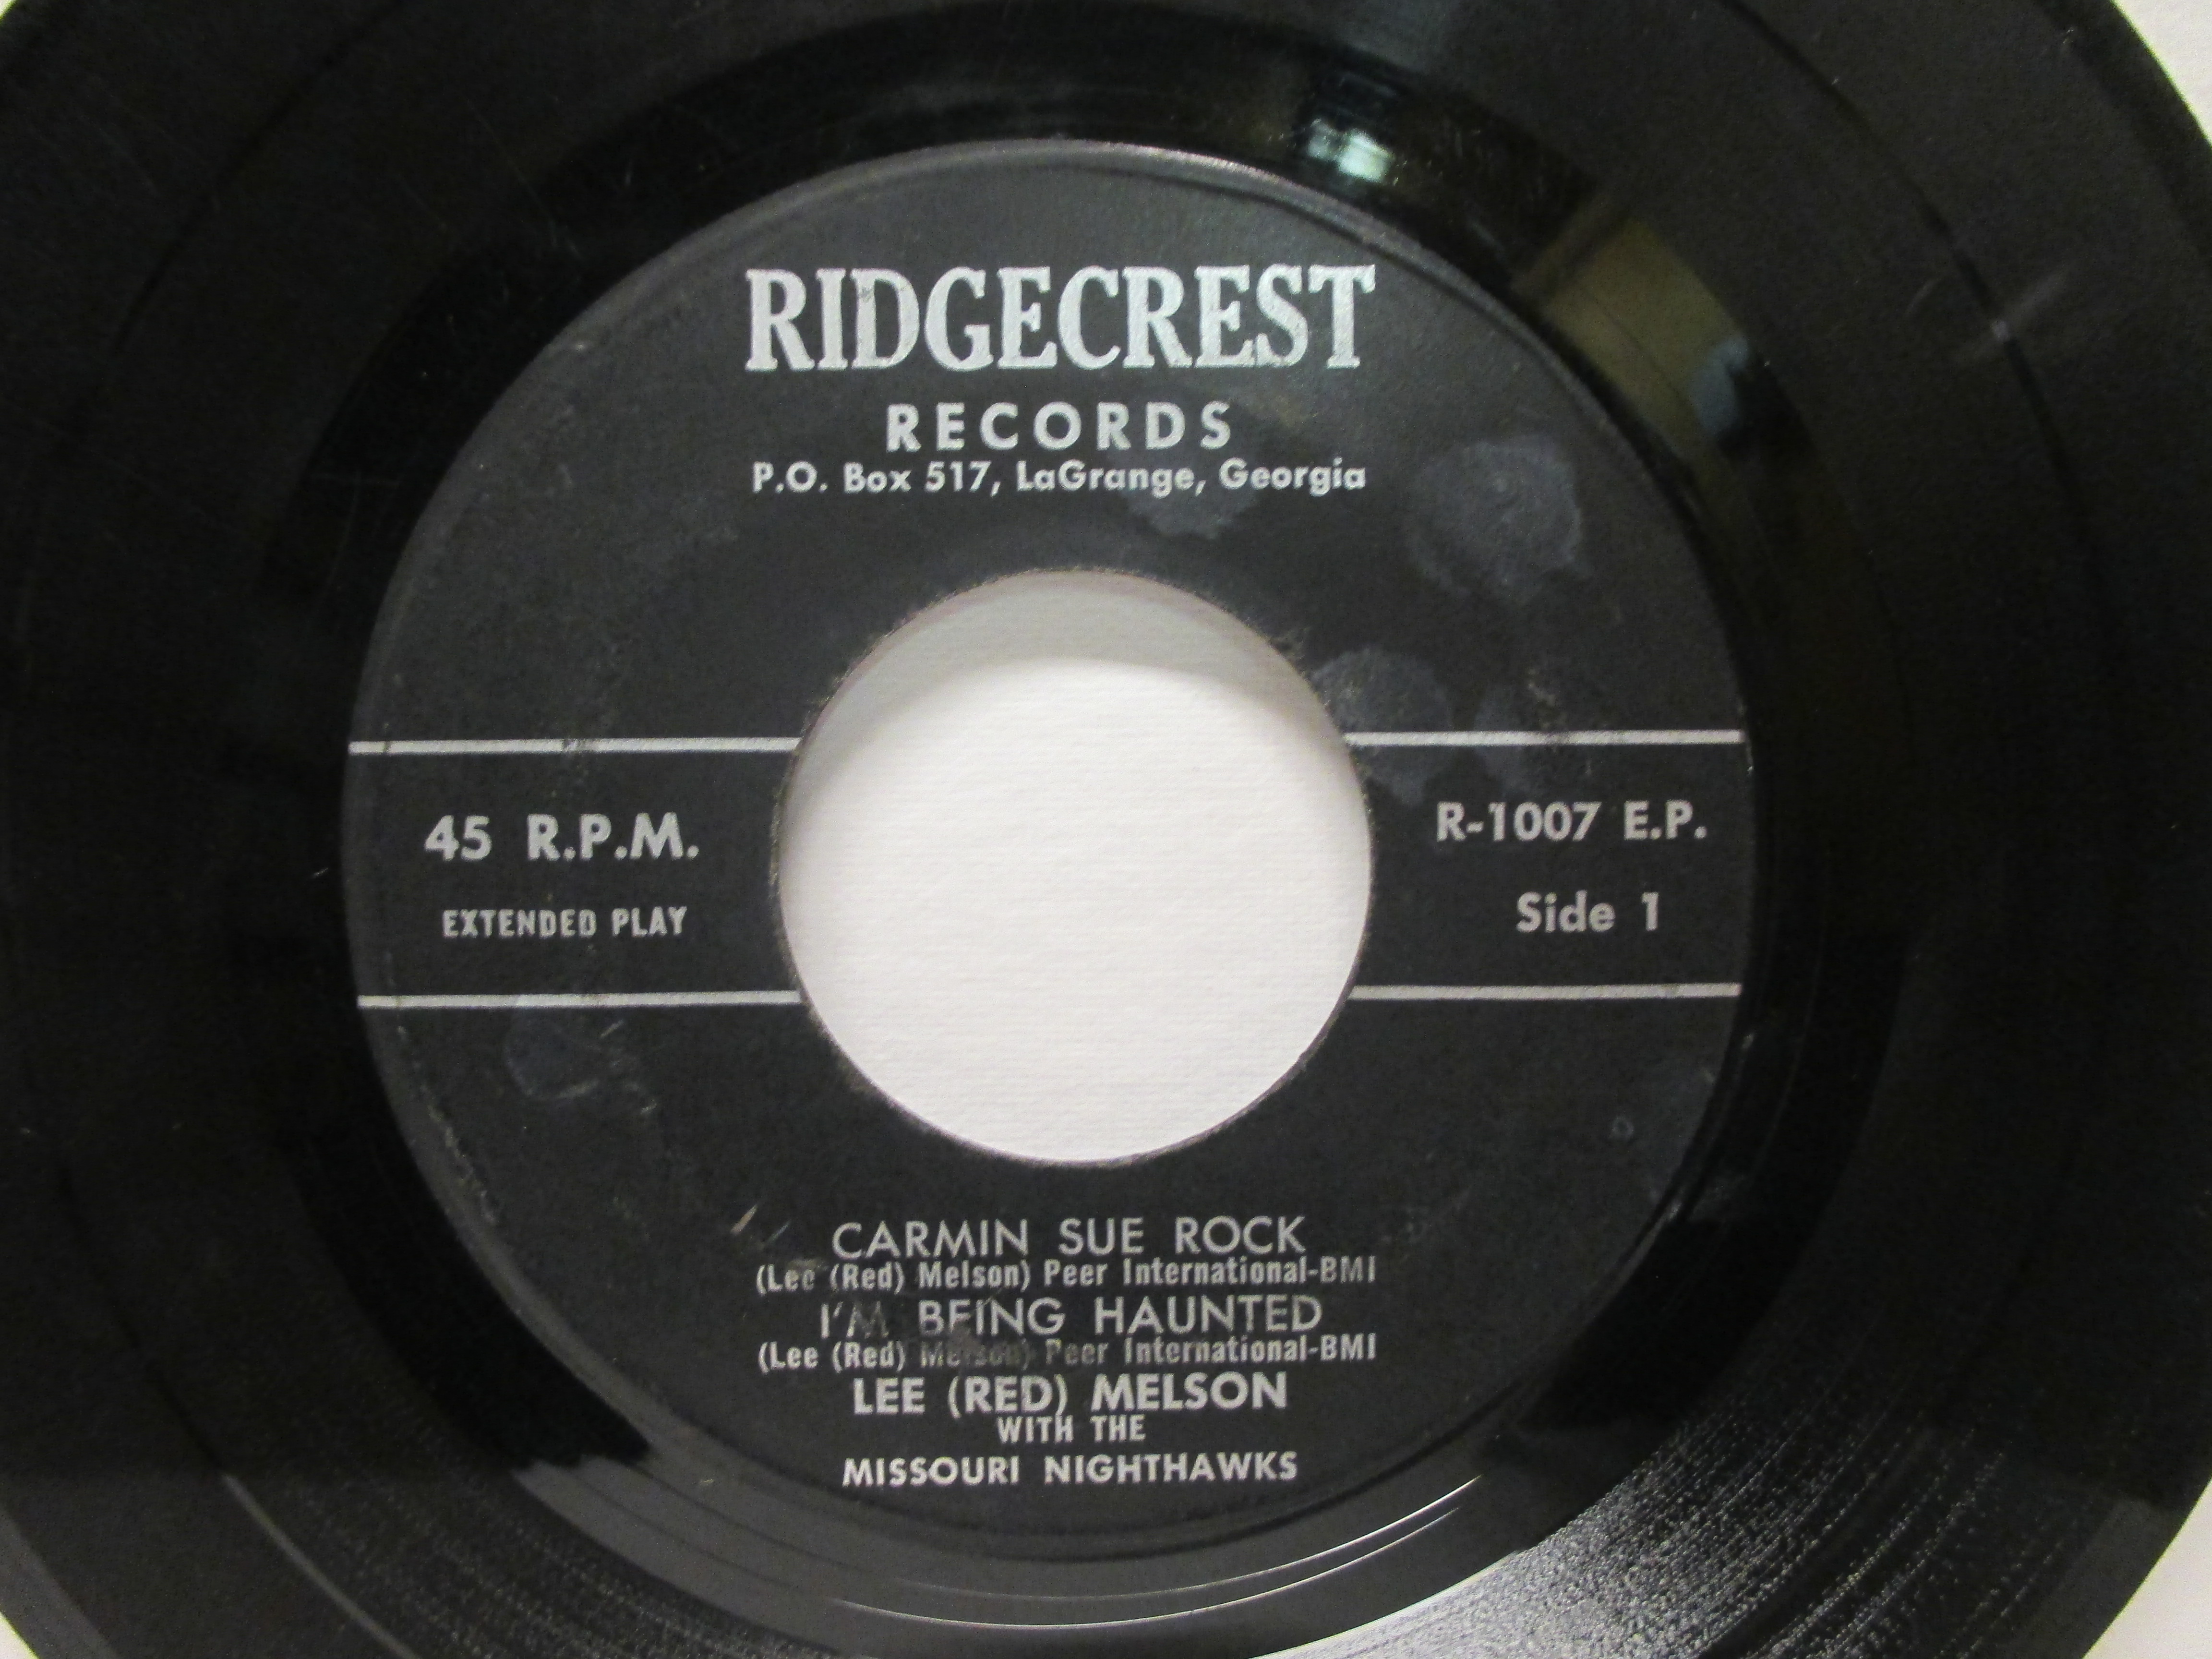 RIDGECREST
RECORDS
P.O. Box 517, LaGrange, Georgia
45 R.P.M.
EXTENDED PLAY
R-1007 E.P.
Side 1
CARMIN SUE ROCK
(Lee (Red) Melson) Peer International-BMI
I'M BEING HAUNTED
(Lee (Red) Melson) Peer International-BMI
LEE (RED) MELSON
WITH THE
MISSOURI NIGHTHAWKS